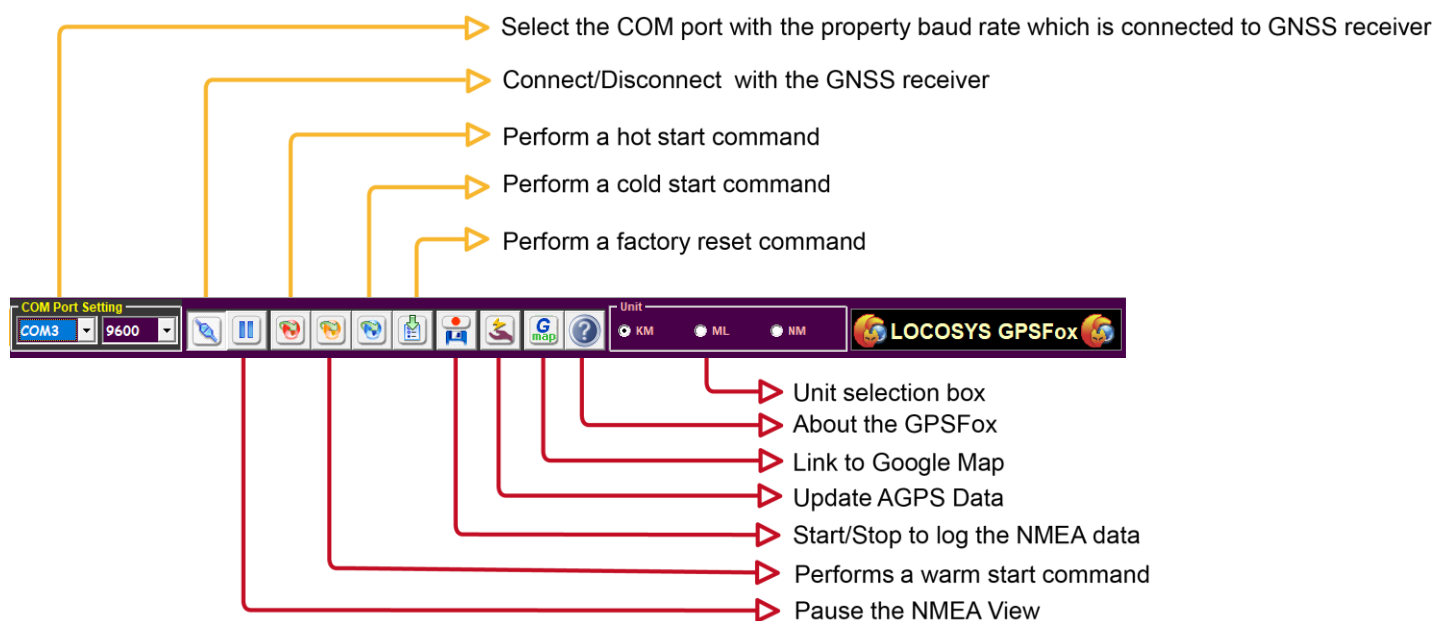 Select the COM port with the property baud rate which is connected to GNSS receiver
Connect/Disconnect with the GNSS receiver
Perform a hot start command
Perform a cold start command
Perform a factory reset command
COM Port Setting
COM3 9600
G map
?
Unit
KM ML NM
LOCOSYS GPSFox
Unit selection box
About the GPSFox
Link to Google Map
Update AGPS Data
Start/Stop to log the NMEA data
Performs a warm start command
Pause the NMEA View